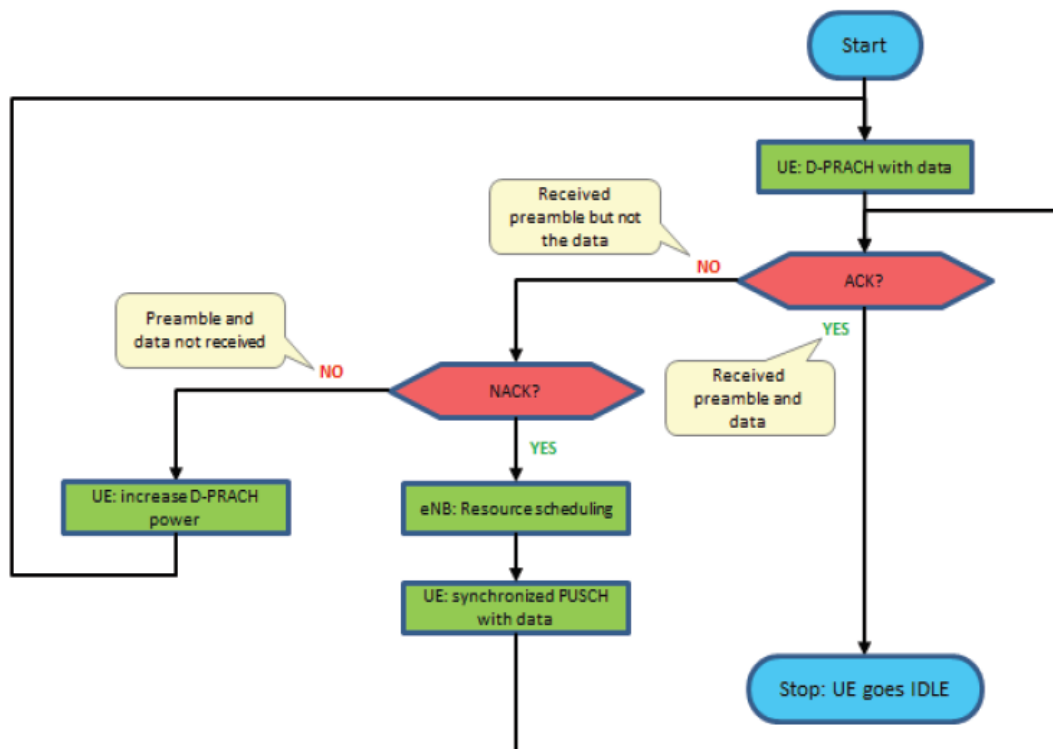 Start
UE: D-PRACH with data
Received
preamble but not
the data
NO
ACK?
YES
Preamble and
data not received
NO
NACK?
Received
preamble and
data
YES
UE: increase D-PRACH
power
eNB: Resource scheduling
UE: synchronized PUSCH
with data
Stop: UE goes IDLE